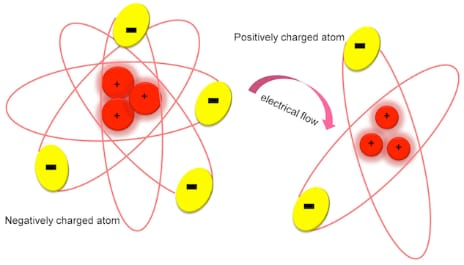 Positively charged atom
electrical flow
Negatively charged atom